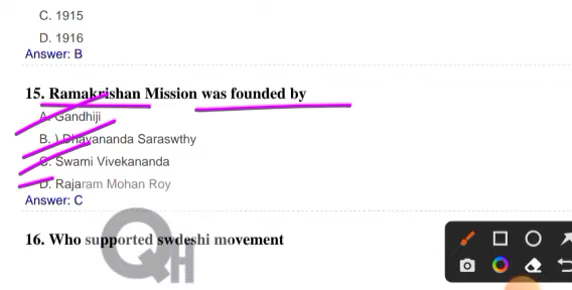 C. 1915
D. 1916
Answer: B
15. Ramakrishan Mission was founded by
A. Gandhiji
B. ) Dhayananda Saraswthy
C. Swami Vivekananda
D. Rajaram Mohan Roy
Answer: C
16. Who supported swdeshi movement
QH